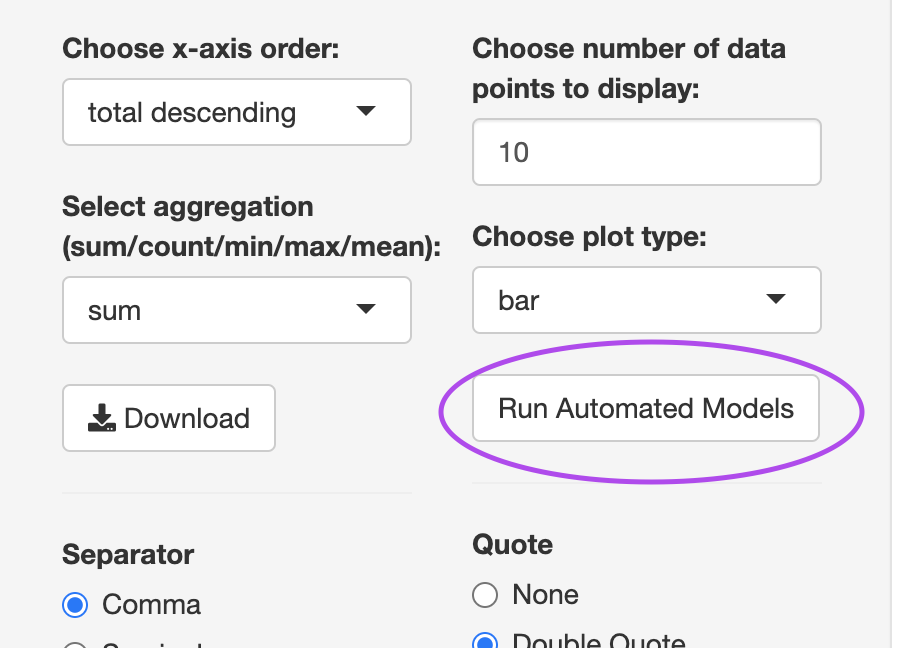 Choose x-axis order:
total descending
Select aggregation
(sum/count/min/max/mean):
sum
Download
Separator
Comma
Choose number of data
points to display:
10
Choose plot type:
bar
Run Automated Models
Quote
None
Double Quote